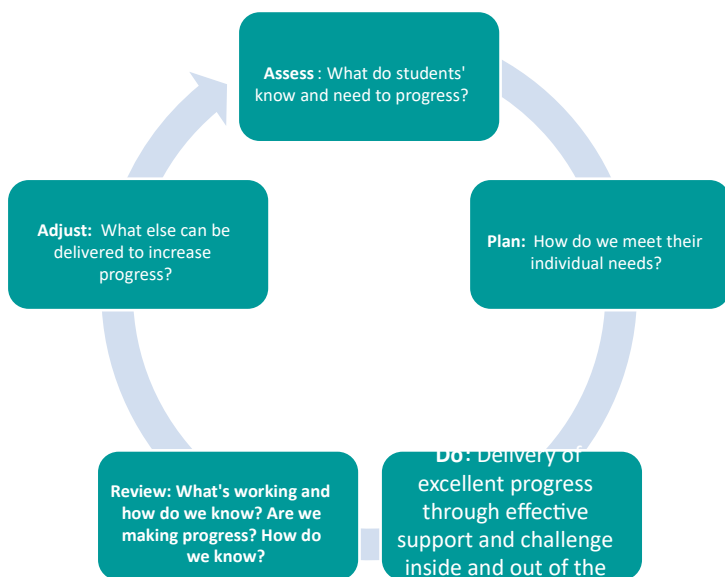 Assess : What do students'
know and need to progress?
Plan: How do we meet their
individual needs?
Do: Delivery of
excellent progress
through effective
support and challenge
inside and out of the
Review: What's working and
how do we know? Are we
making progress? How do
we know?
Adjust: What else can be
delivered to increase
progress?